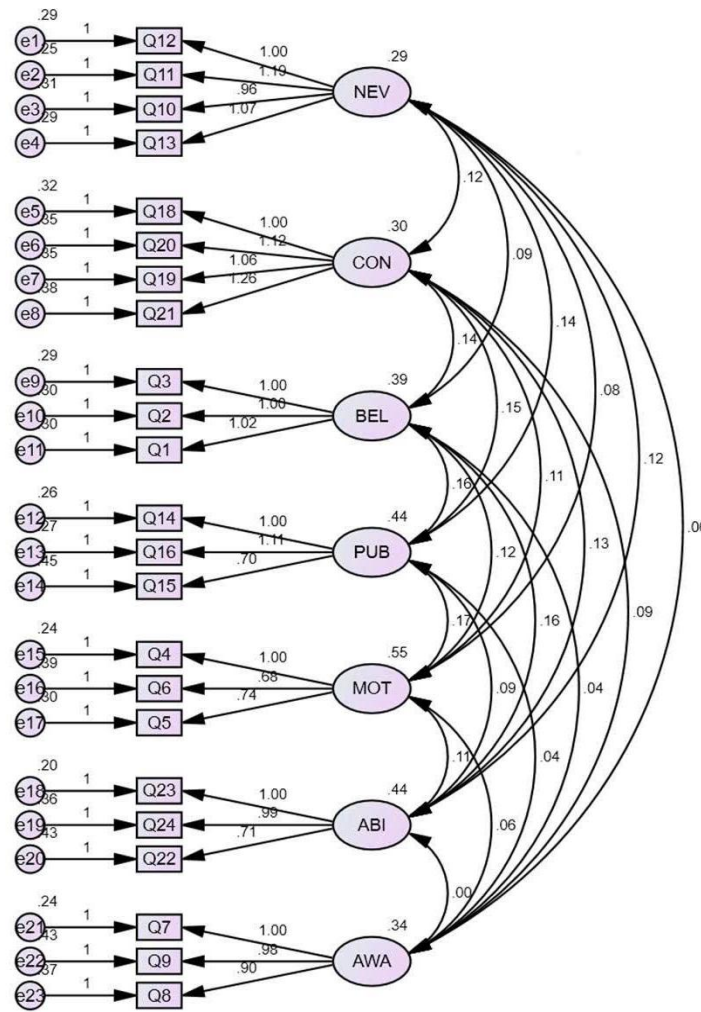 .29
e1 1 Q12 1.00
.25
e2 1 Q11 1.19
.31
e3 1 Q10 .96
.29
e4 1 Q13 1.07
.29
NEV
.32
e5 1 Q18 1.00
.35
e6 1 Q20 1.12
.35
e7 1 Q19 1.06
.38
e8 1 Q21 1.26
.30
CON
.29
e9 1 Q3 1.00
.30
e10 1 Q2 1.00
.30
e11 1 Q1 1.02
.39
BEL
.26
e12 1 Q14 1.00
.27
e13 1 Q16 1.11
.45
e14 1 Q15 .70
.44
PUB
.24
e15 1 Q4 1.00
.39
e16 1 Q6 .68
.30
e17 1 Q5 .74
.55
MOT
.20
e18 1 Q23 1.00
.36
e19 1 Q24 .99
.43
e20 1 Q22 .71
.44
ABI
.24
e21 1 Q7 1.00
.43
e22 1 Q9 .98
.37
e23 1 Q8 .90
.34
AWA
.12
.09
.14
.14
.08
.15
.11
.12
.16
.12
.13
.17
.16
.09
.09
.04
.04
.11
.06
.00